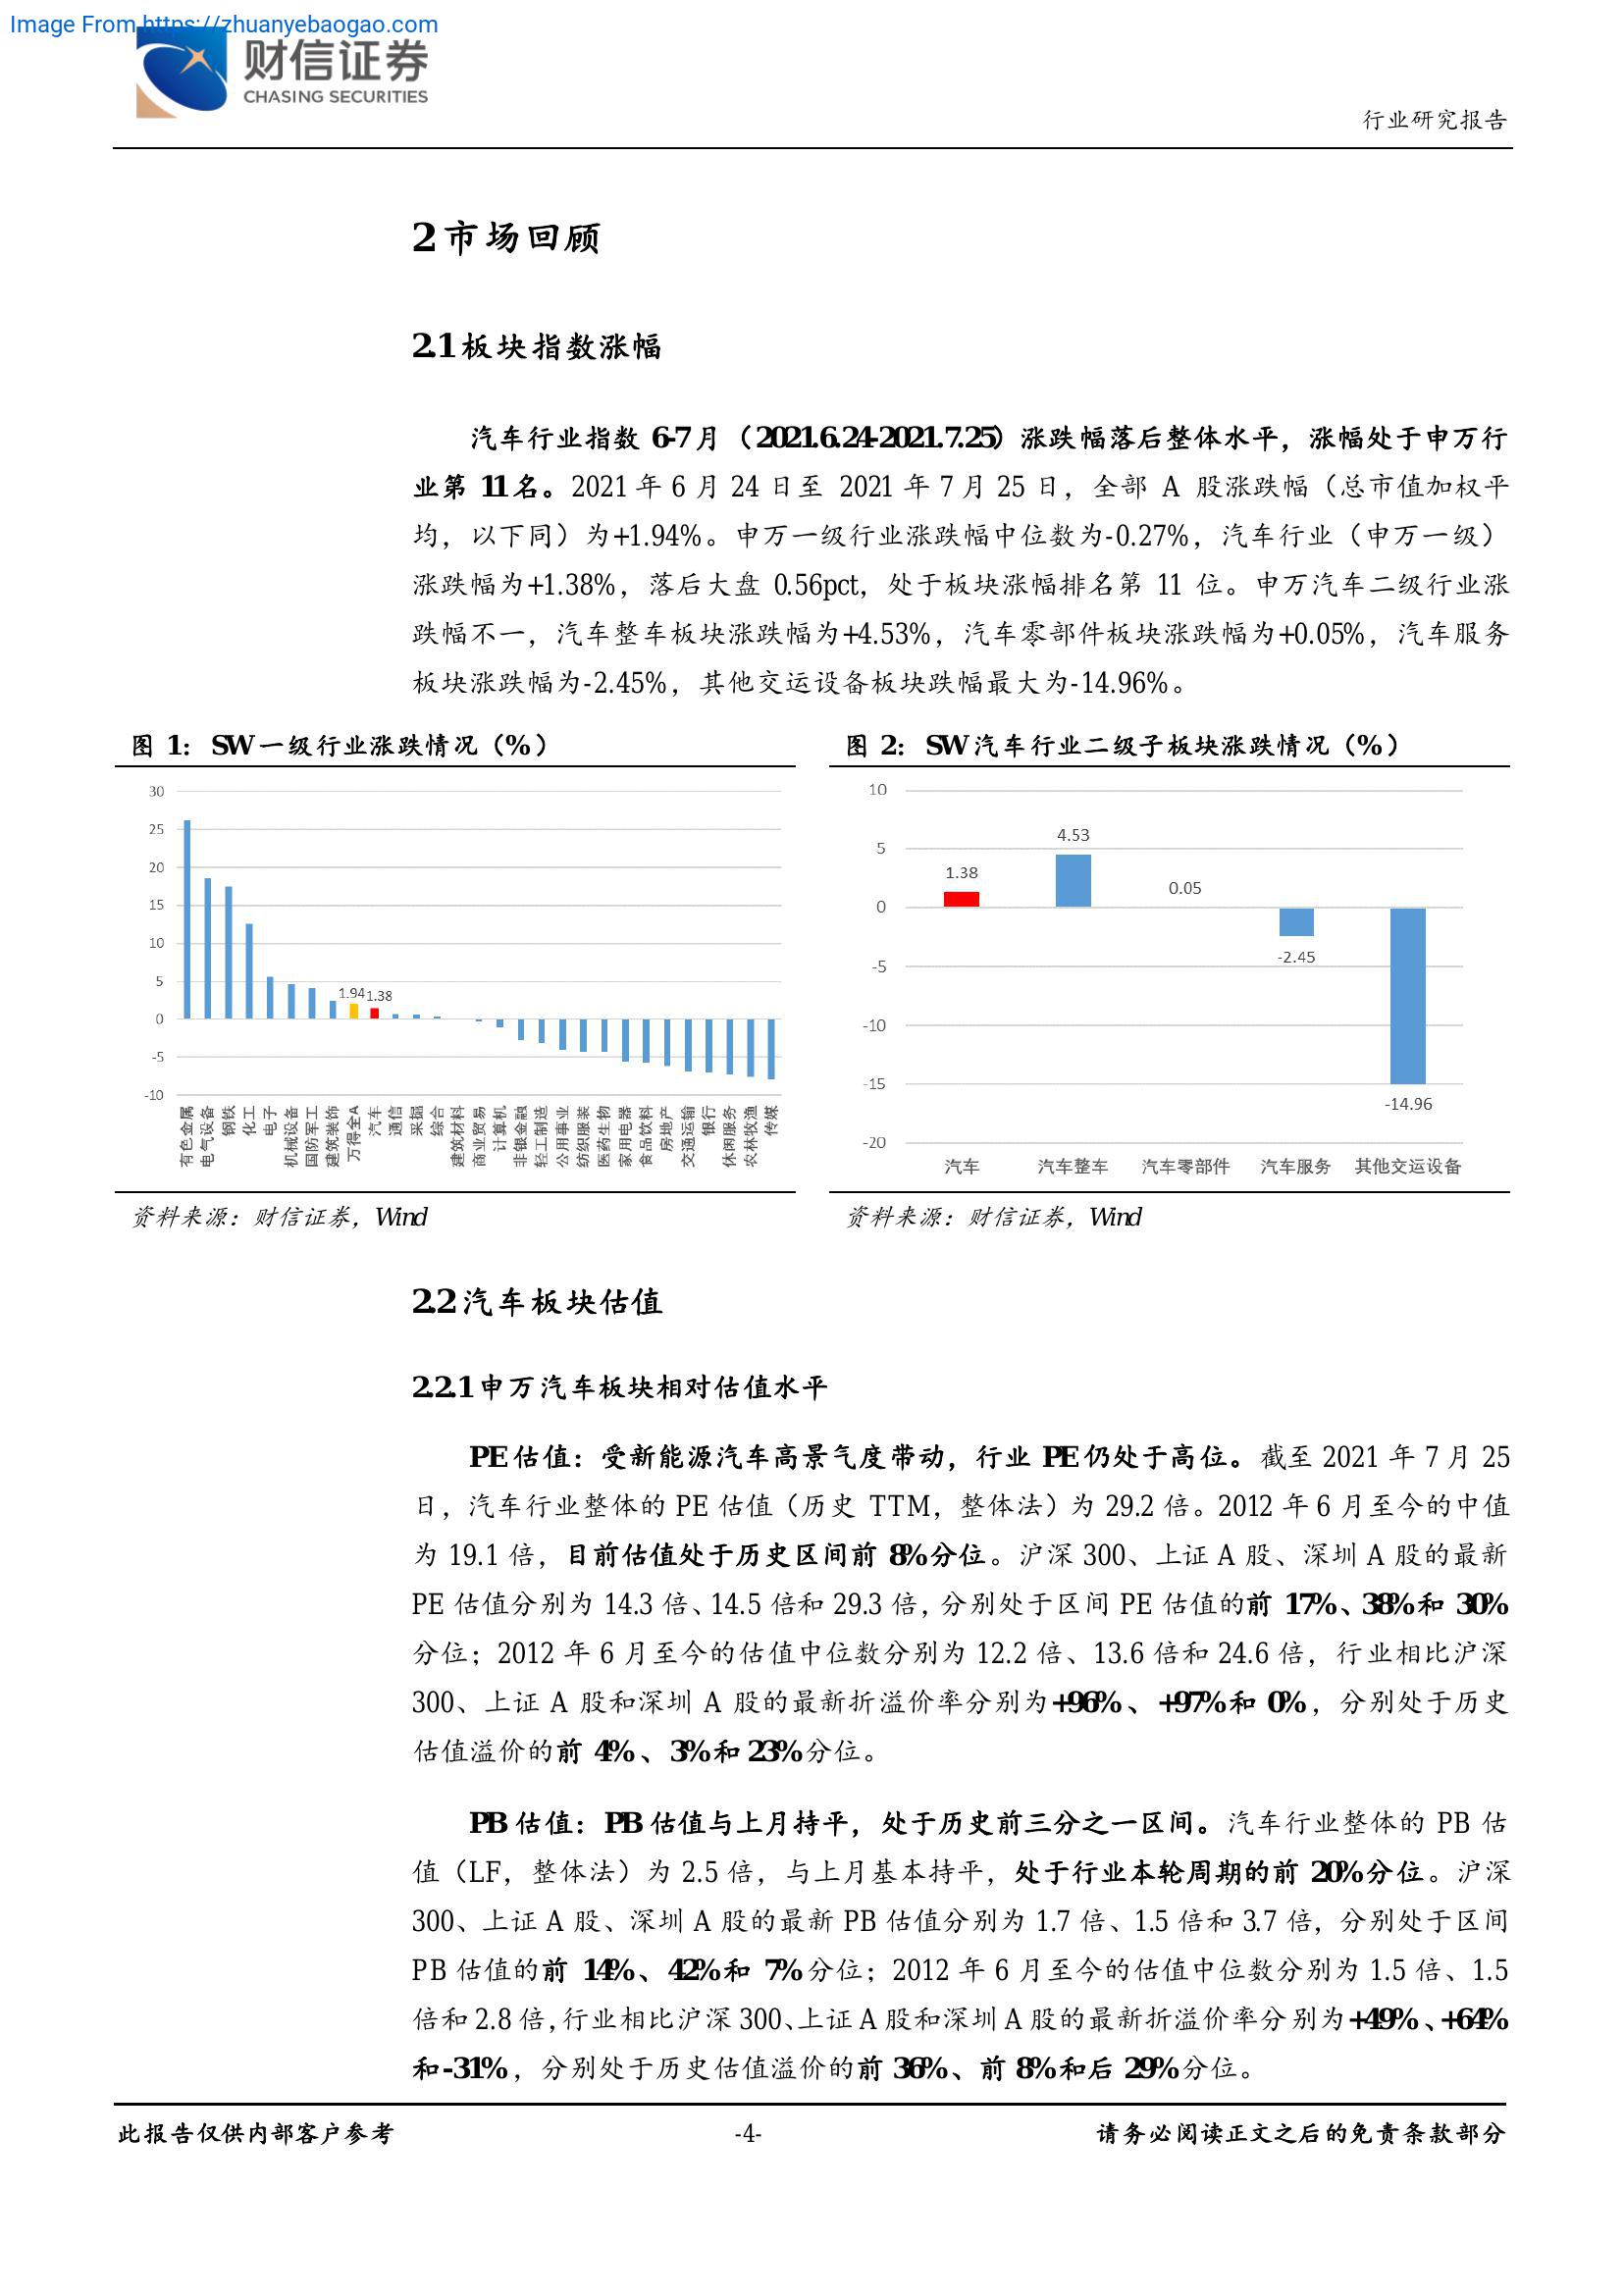 Image From https://zhuanyebaogao.com
财信证券
CHASING SECURITIES
行业研究报告
2 市场回顾
2.1 板块指数涨幅
汽车行业指数 6-7 月（2021.6.24-2021.7.25）涨跌幅落后整体水平，涨幅处于申万行
业第 11 名。2021 年 6 月 24 日至 2021 年 7 月 25 日，全部 A 股涨跌幅（总市值加权平
均，以下同）为+1.94%。申万一级行业涨跌幅中位数为-0.27%，汽车行业（申万一级）
涨跌幅为+1.38%，落后大盘 0.56pct，处于板块涨幅排名第 11 位。申万汽车二级行业涨
跌幅不一，汽车整车板块涨跌幅为+4.53%，汽车零部件板块涨跌幅为+0.05%，汽车服务
板块涨跌幅为-2.45%，其他交运设备板块跌幅最大为-14.96%。
图 1：SW 一级行业涨跌情况（%）
30
25
20
15
10
5
0
-5
-10
1.94
1.38
有色金属
电气设备
钢铁
化工
电子
机械设备
国防军工
建筑装饰
万得全A
汽车
通信
采掘
综合
建筑材料
商业贸易
计算机
非银金融
轻工制造
公用事业
纺织服装
医药生物
家用电器
食品饮料
房地产
交通运输
银行
休闲服务
农林牧渔
传媒
资料来源：财信证券，Wind
图 2：SW 汽车行业二级子板块涨跌情况（%）
10
5
0
-5
-10
-15
-20
1.38
4.53
0.05
-2.45
-14.96
汽车
汽车整车
汽车零部件
汽车服务
其他交运设备
资料来源：财信证券，Wind
2.2 汽车板块估值
2.2.1 申万汽车板块相对估值水平
PE 估值：受新能源汽车高景气度带动，行业 PE 仍处于高位。截至 2021 年 7 月 25
日，汽车行业整体的 PE 估值（历史 TTM，整体法）为 29.2 倍。2012 年 6 月至今的中值
为 19.1 倍，目前估值处于历史区间前 8%分位。沪深 300、上证 A 股、深圳 A 股的最新
PE 估值分别为 14.3 倍、14.5 倍和 29.3 倍，分别处于区间 PE 估值的前 17%、38%和 30%
分位；2012 年 6 月至今的估值中位数分别为 12.2 倍、13.6 倍和 24.6 倍，行业相比沪深
300、上证 A 股和深圳 A 股的最新折溢价率分别为+96%、+97%和 0%，分别处于历史
估值溢价的前 4%、3%和 23%分位。
PB 估值：PB 估值与上月持平，处于历史前三分之一区间。汽车行业整体的 PB 估
值（LF，整体法）为 2.5 倍，与上月基本持平，处于行业本轮周期的前 20%分位。沪深
300、上证 A 股、深圳 A 股的最新 PB 估值分别为 1.7 倍、1.5 倍和 3.7 倍，分别处于区间
PB 估值的前 14%、42%和 7%分位；2012 年 6 月至今的估值中位数分别为 1.5 倍、1.5
倍和 2.8 倍，行业相比沪深 300、上证 A 股和深圳 A 股的最新折溢价率分别为+49%、+64%
和-31%，分别处于历史估值溢价的前 36%、前 8%和后 29%分位。
此报告仅供内部客户参考
-4-
请务必阅读正文之后的免责条款部分